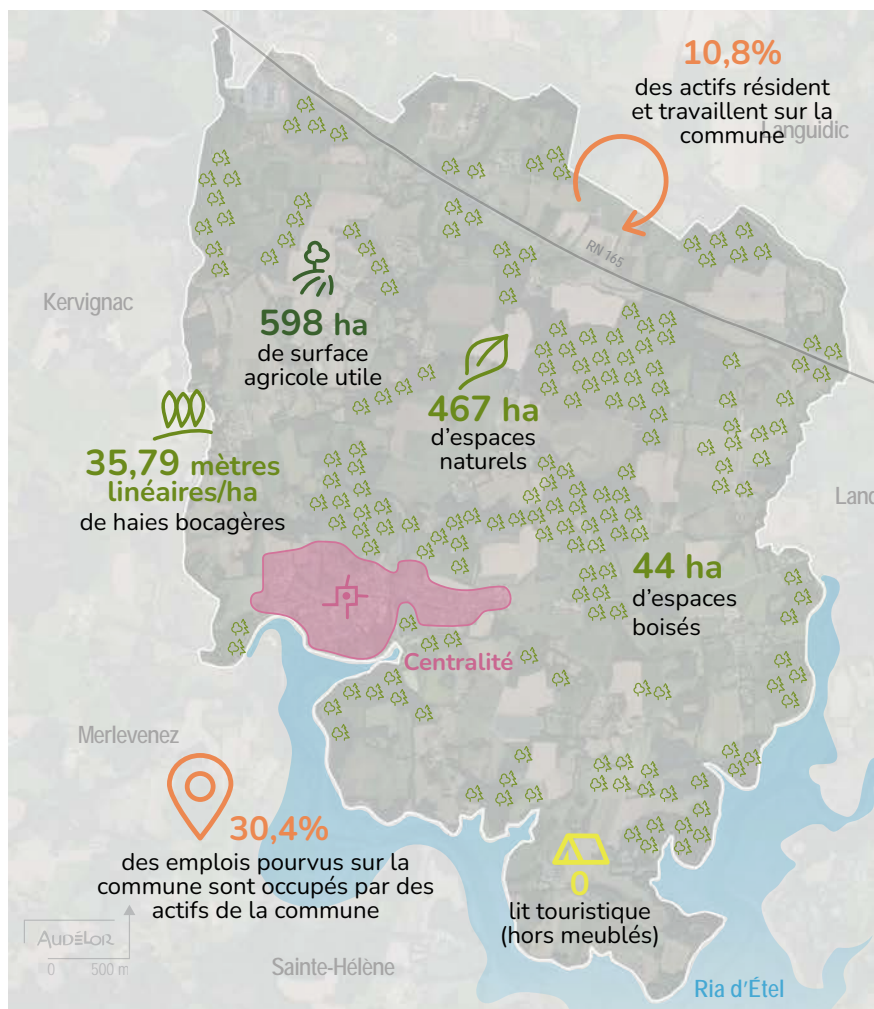 10,8%
des actifs résident
et travaillent sur la
commune
Languidic
RN 165
Kervignac
598 ha
de surface
agricole utile
467 ha
d'espaces
naturels
35,79 mètres
linéaires/ha
de haies bocagères
Land
44 ha
d'espaces
boisés
Centralité
Merlevenez
30,4%
des emplois pourvus sur la
commune sont occupés par des
actifs de la commune
0
lit touristique
(hors meublés)
AUDÉLOR
0 500 m
Sainte-Hélène
Ria d'Étel